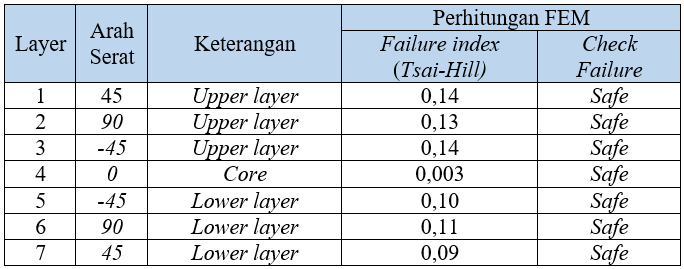 Layer Arah Serat Keterangan Perhitungan FEM
Failure index (Tsai-Hill) Check Failure
1 45 Upper layer 0,14 Safe
2 90 Upper layer 0,13 Safe
3 -45 Upper layer 0,14 Safe
4 0 Core 0,003 Safe
5 -45 Lower layer 0,10 Safe
6 90 Lower layer 0,11 Safe
7 45 Lower layer 0,09 Safe